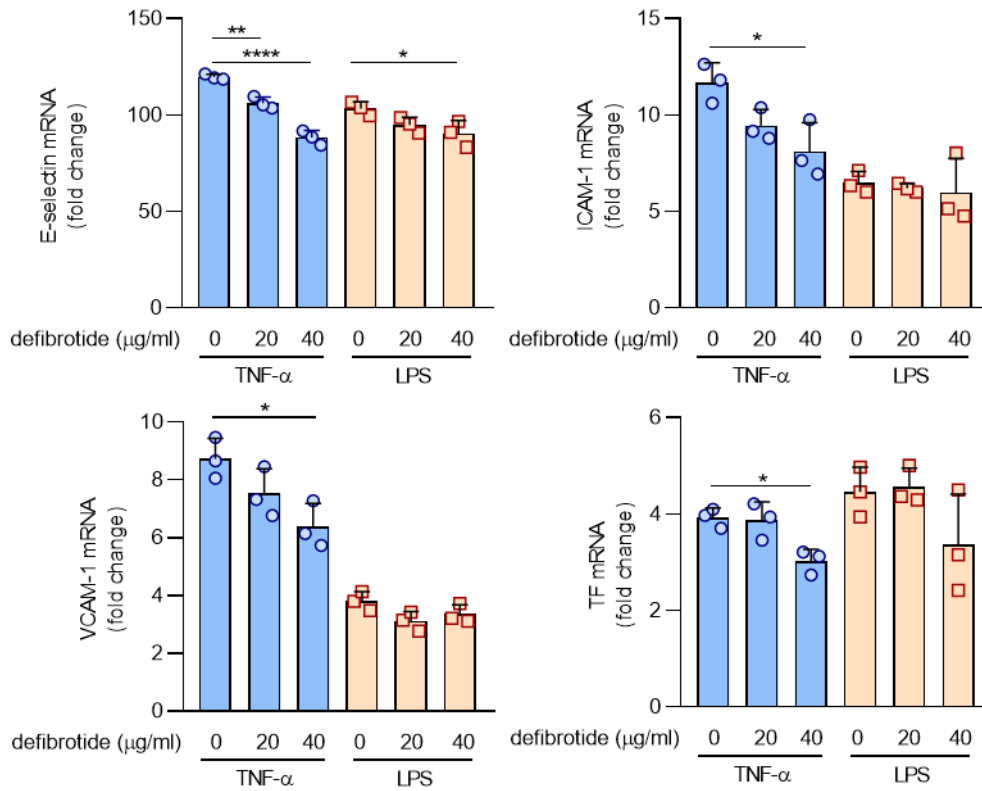 E-selectin mRNA
(fold change)
150
100
50
0
**
****
*
defibrotide (μg/ml)
0 20 40 0 20 40
TNF-α LPS
ICAM-1 mRNA
(fold change)
15
10
5
0
*
defibrotide (μg/ml)
0 20 40 0 20 40
TNF-α LPS
VCAM-1 mRNA
(fold change)
10
8
6
4
2
0
*
defibrotide (μg/ml)
0 20 40 0 20 40
TNF-α LPS
TF mRNA
(fold change)
6
4
2
0
*
defibrotide (μg/ml)
0 20 40 0 20 40
TNF-α LPS